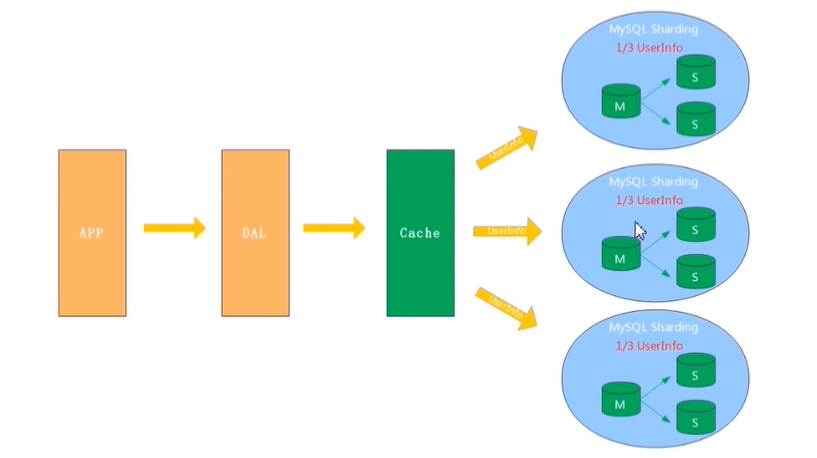 APP
DAL
Cache
UserInfo
UserInfo
UserInfo
MySQL Sharding
1/3 UserInfo
M
S
S
MySQL Sharding
1/3 UserInfo
M
S
S
MySQL Sharding
1/3 UserInfo
M
S
S